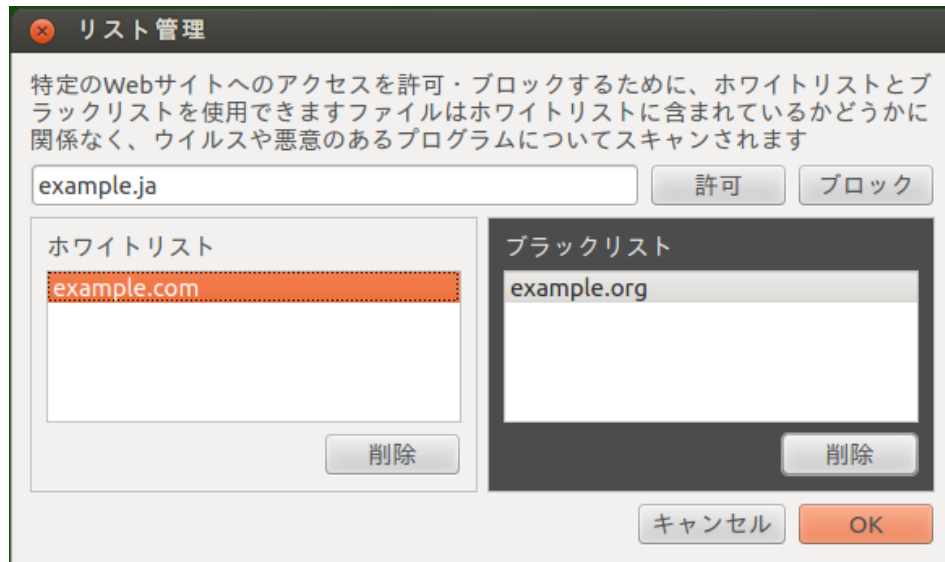 リスト管理
特定のWebサイトへのアクセスを許可・ブロックするために、ホワイトリストとブ
ラックリストを使用できますファイルはホワイトリストに含まれているかどうかに
関係なく、ウイルスや悪意のあるプログラムについてスキャンされます
example.ja 許可 ブロック
ホワイトリスト
example.com
削除
ブラックリスト
example.org
削除
キャンセル OK